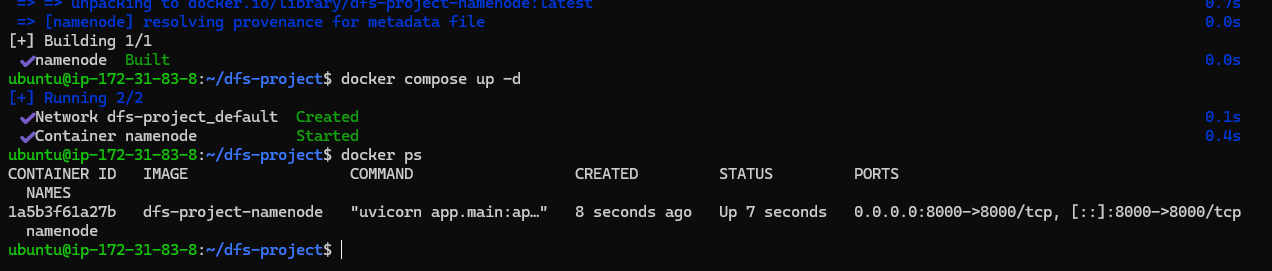 => => unpacking to docker.io/library/dfs-project-namenode:latest 0.7s
=> [namenode] resolving provenance for metadata file 0.0s
[+] Building 1/1
✔namenode Built 0.0s
ubuntu@ip-172-31-83-8:~/dfs-project$ docker compose up -d
[+] Running 2/2
✔Network dfs-project_default Created 0.1s
✔Container namenode Started 0.4s
ubuntu@ip-172-31-83-8:~/dfs-project$ docker ps
CONTAINER ID IMAGE COMMAND CREATED STATUS PORTS
NAMES
1a5b3f61a27b dfs-project-namenode "uvicorn app.main:ap…" 8 seconds ago Up 7 seconds 0.0.0.0:8000->8000/tcp, [::]:8000->8000/tcp
namenode
ubuntu@ip-172-31-83-8:~/dfs-project$